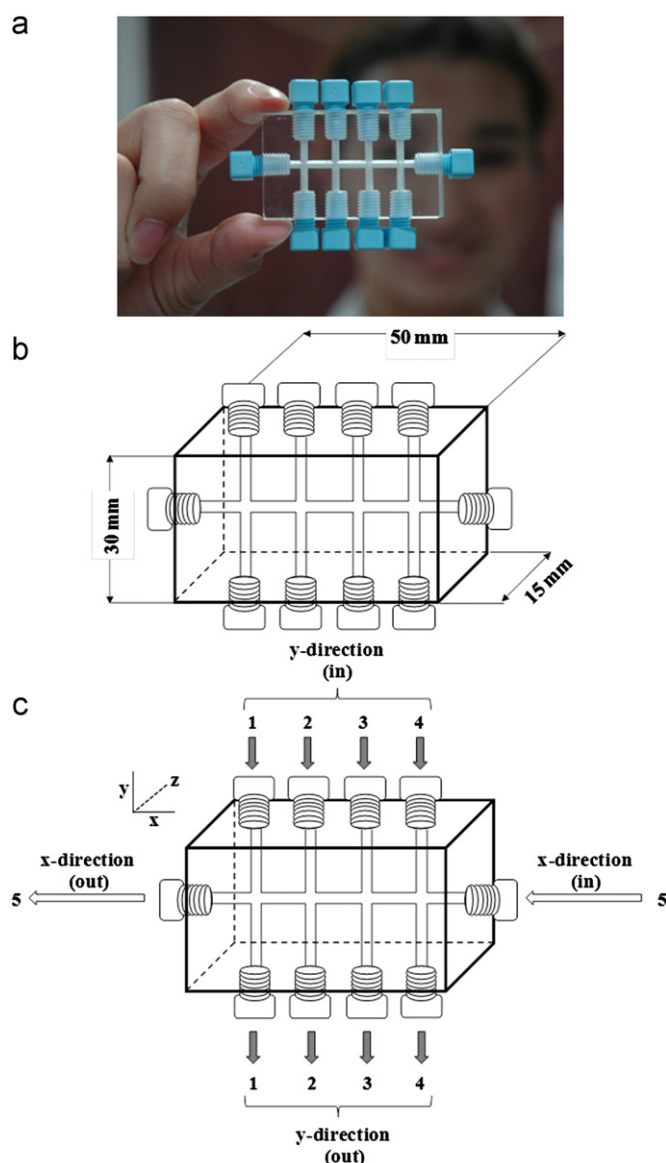 a
b
50 mm
30 mm
15 mm
y-direction
(in)
c
1 2 3 4
y
z
x
x-direction
(out)
x-direction
(in)
5
5
1 2 3 4
y-direction
(out)